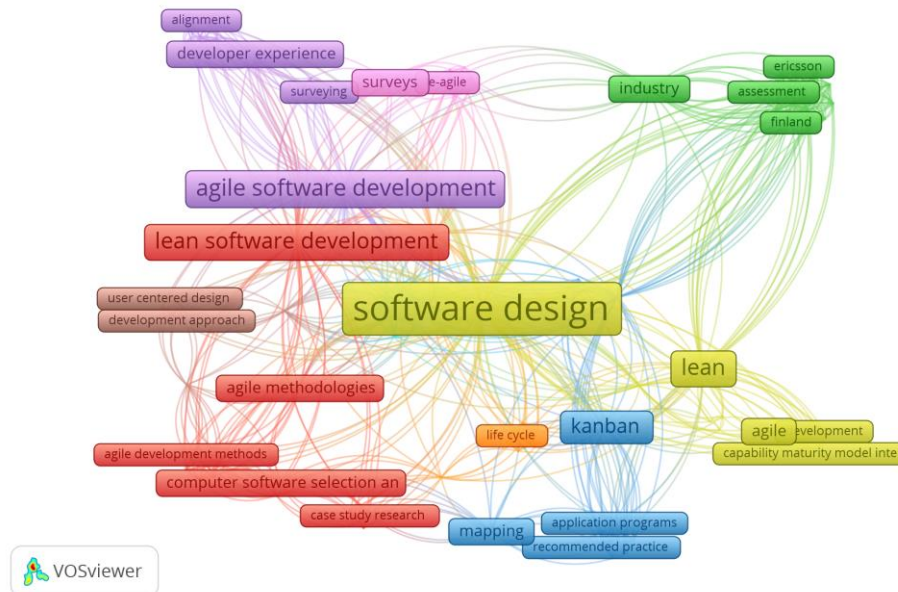 alignment
developer experience
surveying
surveys
e-agile
industry
ericsson
assessment
finland
agile software development
lean software development
user centered design
development approach
software design
lean
agile methodologies
kanban
life cycle
agile
evelopment
capability maturity model inte
agile development methods
computer software selection an
case study research
mapping
application programs
recommended practice
VOSviewer